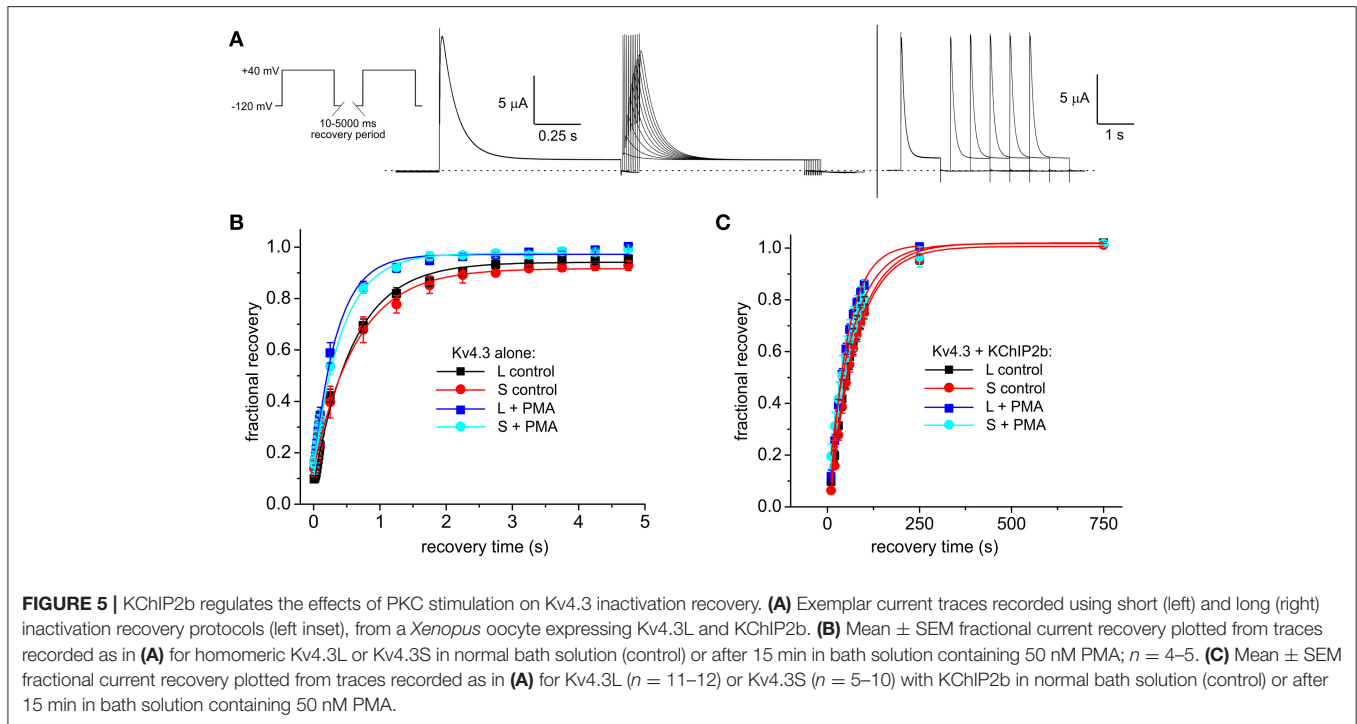 A
+40 mV
-120 mV
10-5000 ms
recovery period
5 μA
0.25 s
5 μA
1 s
B
fractional recovery
1.0
0.8
0.6
0.4
0.2
0.0
Kv4.3 alone:
L control
S control
L + PMA
S + PMA
0 1 2 3 4 5
recovery time (s)
C
fractional recovery
1.0
0.8
0.6
0.4
0.2
0.0
Kv4.3 + KChIP2b:
L control
S control
L + PMA
S + PMA
0 250 500 750
recovery time (s)
FIGURE 5 | KChIP2b regulates the effects of PKC stimulation on Kv4.3 inactivation recovery. (A) Exemplar current traces recorded using short (left) and long (right)
inactivation recovery protocols (left inset), from a Xenopus oocyte expressing Kv4.3L and KChIP2b. (B) Mean ± SEM fractional current recovery plotted from traces
recorded as in (A) for homomeric Kv4.3L or Kv4.3S in normal bath solution (control) or after 15 min in bath solution containing 50 nM PMA; n = 4–5. (C) Mean ± SEM
fractional current recovery plotted from traces recorded as in (A) for Kv4.3L (n = 11–12) or Kv4.3S (n = 5–10) with KChIP2b in normal bath solution (control) or after
15 min in bath solution containing 50 nM PMA.